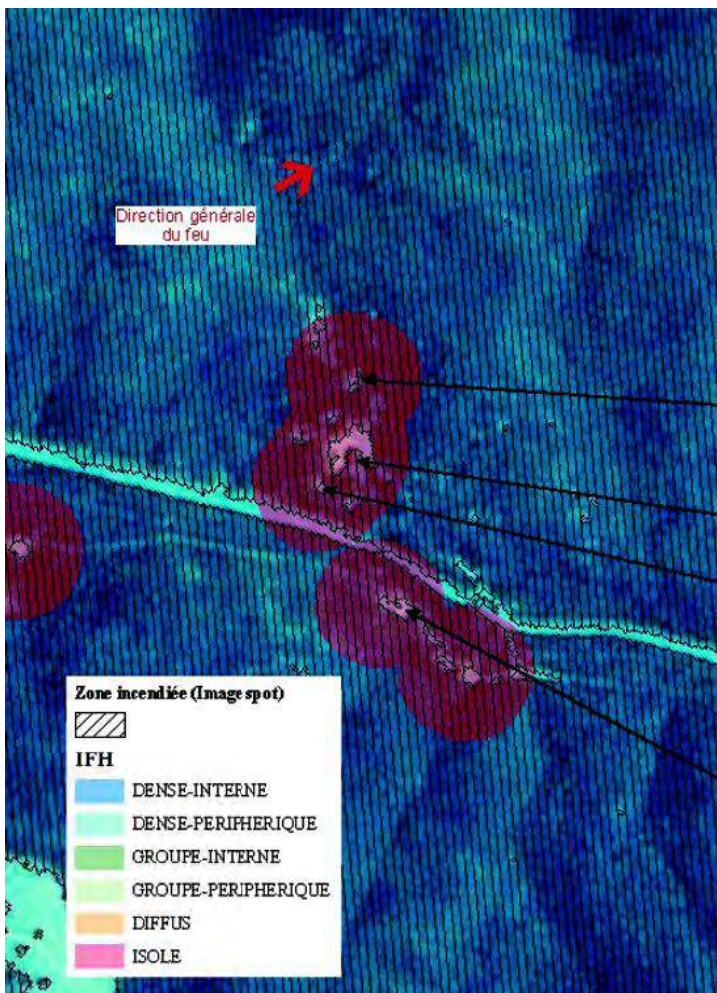 Direction générale
du feu
Zone incendiée (Image spot)
IFH
DENSE-INTERNE
DENSE-PERIPHERIQUE
GROUPE-INTERNE
GROUPE-PERIPHERIQUE
DIFFUS
ISOLE